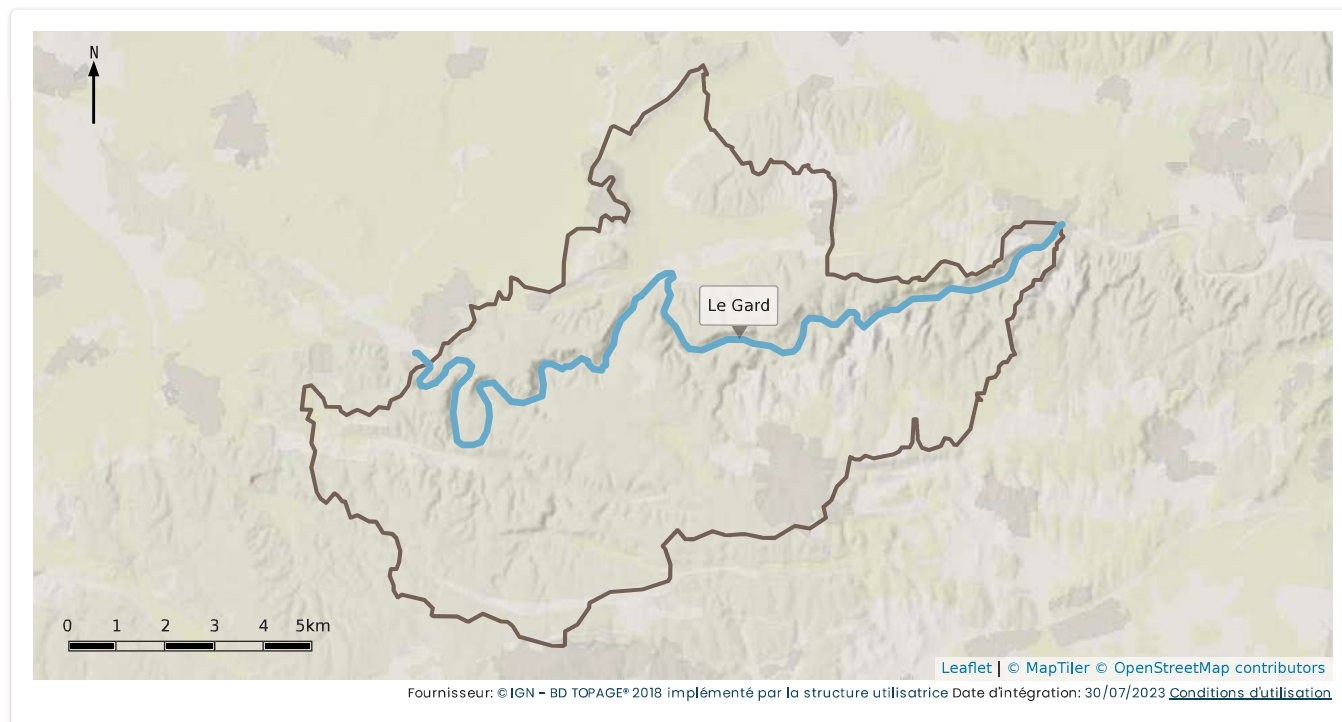 N
Le Gard
0 1 2 3 4 5km
Leaflet | © MapTiler © OpenStreetMap contributors
Fournisseur: © IGN - BD TOPAGE® 2018 implémenté par la structure utilisatrice Date d'intégration: 30/07/2023 Conditions d'utilisation